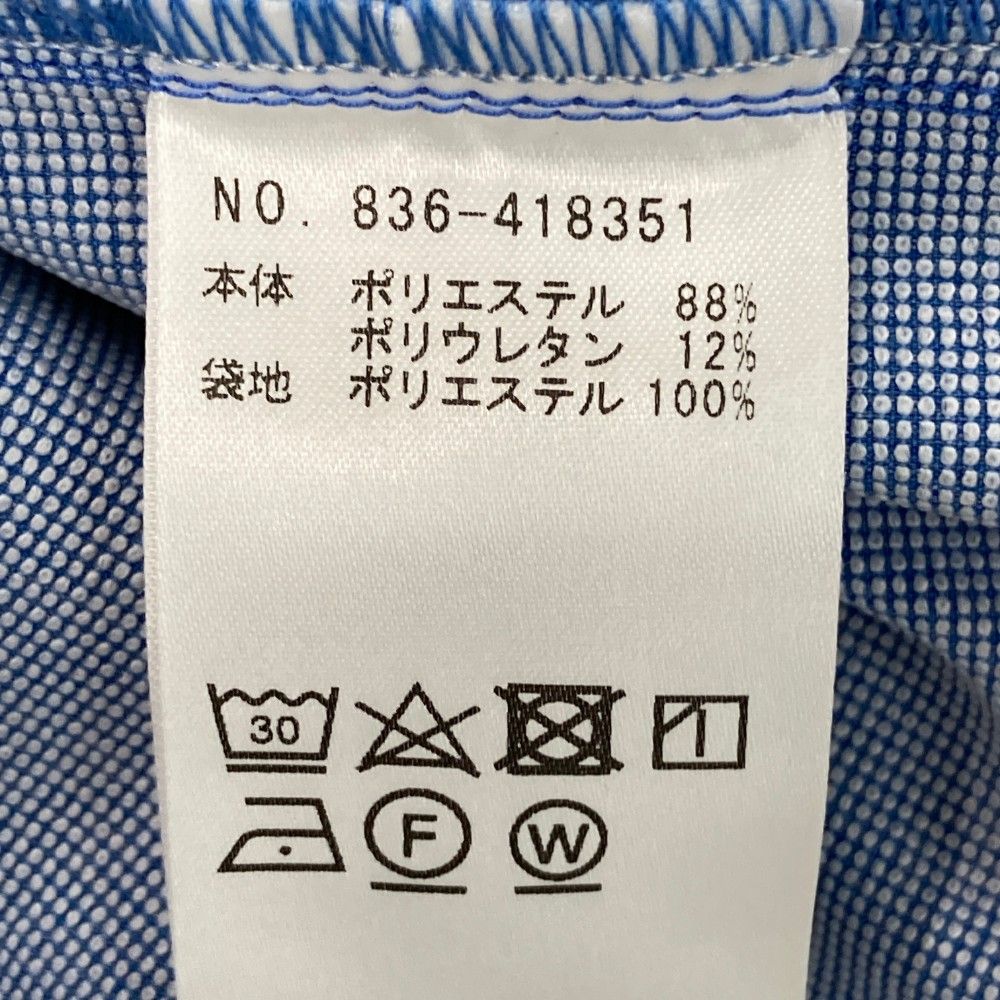 NO. 836-418351
本体 ポリエステル 88%
ポリウレタン 12%
袋地 ポリエステル 100%
30
F
W